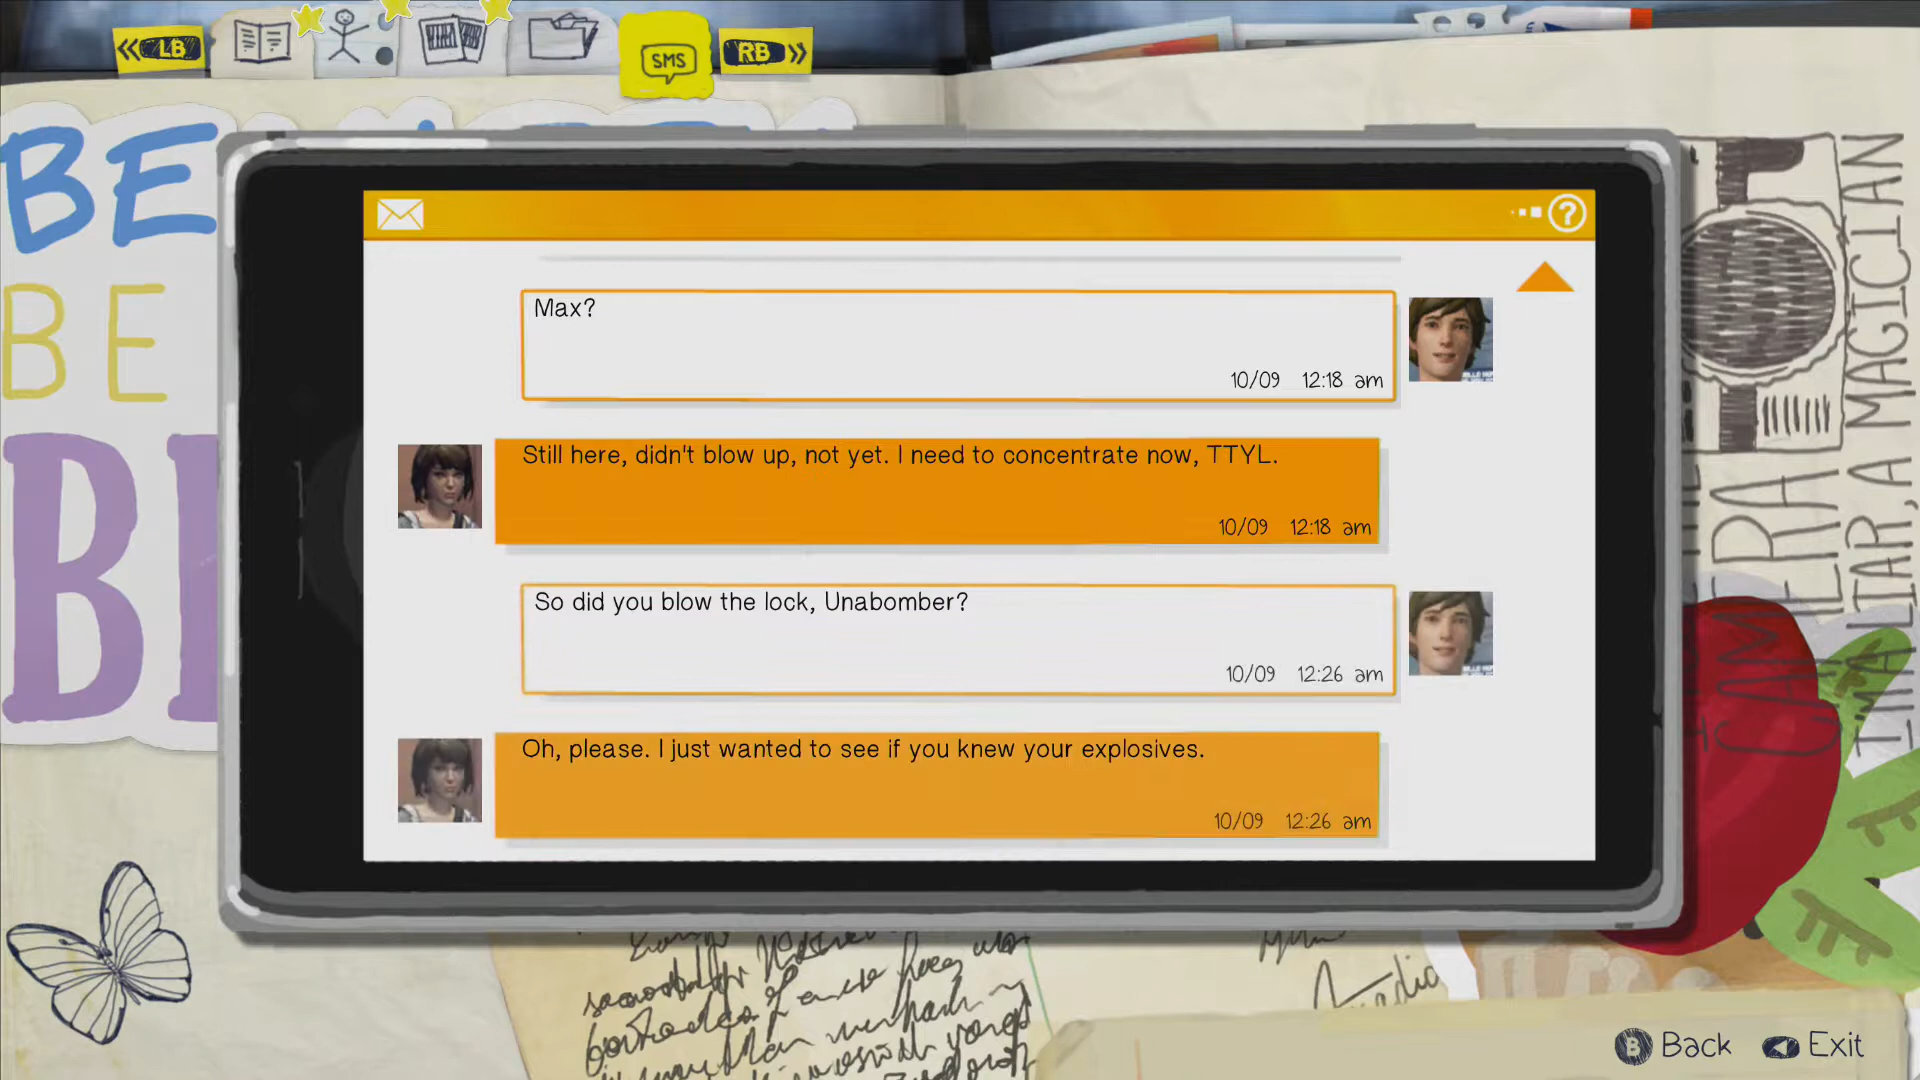 LB
SMS
RB
BE
BE
Max?
10/09 12:18 am
Still here, didn't blow up, not yet. I need to concentrate now, TTYL.
10/09 12:18 am
So did you blow the lock, Unabomber?
10/09 12:26 am
Oh, please. I just wanted to see if you knew your explosives.
10/09 12:26 am
CAMERA
I'M A LIAR, A MAGICIAN
B Back
Exit